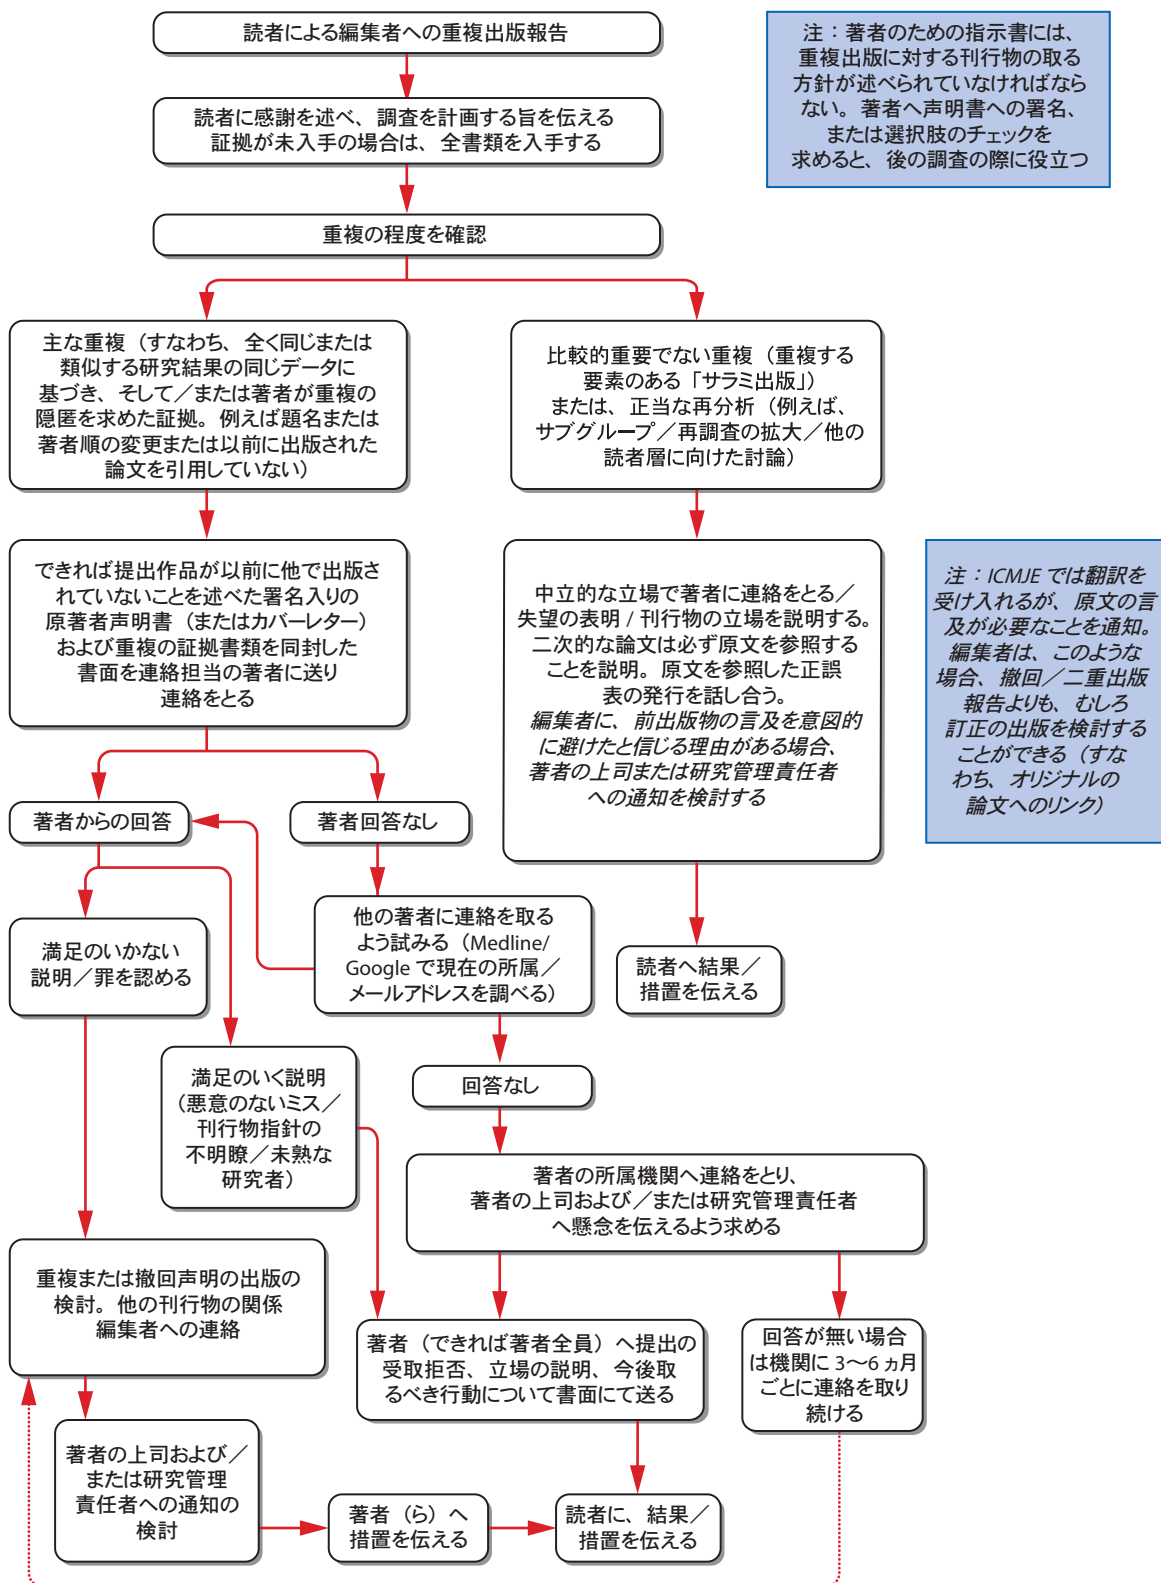 読者による編集者への重複出版報告
注：著者のための指示書には、
重複出版に対する刊行物の取る
方針が述べられていなければなら
ない。著者へ声明書への署名、
または選択肢のチェックを
求めると、後の調査の際に役立つ
読者に感謝を述べ、調査を計画する旨を伝える
証拠が未入手の場合は、全書類を入手する
重複の程度を確認
主な重複（すなわち、全く同じまたは
類似する研究結果の同じデータに
基づき、そして／または著者が重複の
隠匿を求めた証拠。例えば題名または
著者順の変更または以前に出版された
論文を引用していない）
比較的重要でない重複（重複する
要素のある「サラミ出版」）
または、正当な再分析（例えば、
サブグループ／再調査の拡大／他の
読者層に向けた討論）
できれば提出作品が以前に他で出版さ
れていないことを述べた署名入りの
原著者声明書（またはカバーレター）
および重複の証拠書類を同封した
書面を連絡担当の著者に送り
連絡をとる
中立的な立場で著者に連絡をとる／
失望の表明 / 刊行物の立場を説明する。
二次的な論文は必ず原文を参照する
ことを説明。原文を参照した正誤
表の発行を話し合う。
編集者に、前出版物の言及を意図的
に避けたと信じる理由がある場合、
著者の上司または研究管理責任者
への通知を検討する
注：ICMJE では翻訳を
受け入れるが、原文の言
及が必要なことを通知。
編集者は、このような
場合、撤回／二重出版
報告よりも、むしろ
訂正の出版を検討する
ことができる（すな
わち、オリジナルの
論文へのリンク）
著者からの回答
著者回答なし
満足のいかない
説明／罪を認める
他の著者に連絡を取る
よう試みる（Medline/
Google で現在の所属／
メールアドレスを調べる）
読者へ結果／
措置を伝える
満足のいく説明
（悪意のないミス／
刊行物指針の
不明瞭／未熟な
研究者）
回答なし
著者の所属機関へ連絡をとり、
著者の上司および／または研究管理責任者
へ懸念を伝えるよう求める
重複または撤回声明の出版の
検討。他の刊行物の関係
編集者への連絡
著者（できれば著者全員）へ提出の
受取拒否、立場の説明、今後取
るべき行動について書面にて送る
回答が無い場合
は機関に 3〜6 ヵ月
ごとに連絡を取り
続ける
著者の上司および／
または研究管理
責任者への通知の
検討
著者（ら）へ
措置を伝える
読者に、結果／
措置を伝える